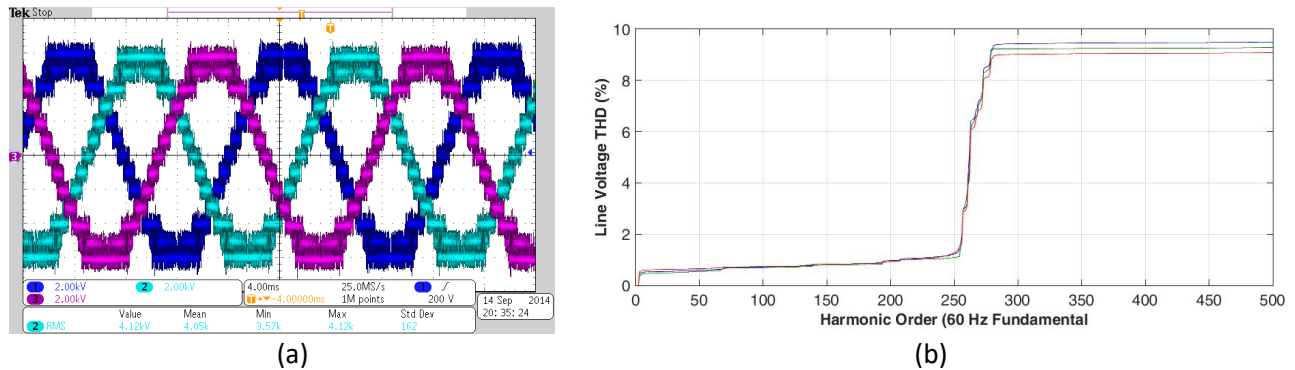 Tek Stop
T
T
3
1 2.00kV 2 2.00kV
3 2.00kV
4.00ms 25.0MS/s 1
T→▼−4.00000ms 1M points 200 V
14 Sep 2014
20:35:24
Value Mean Min Max Std Dev
2 RMS 4.12kV 4.05k 3.57k 4.12k 162
(a)
Line Voltage THD (%)
10
8
6
4
2
0
0 50 100 150 200 250 300 350 400 450 500
Harmonic Order (60 Hz Fundamental
(b)